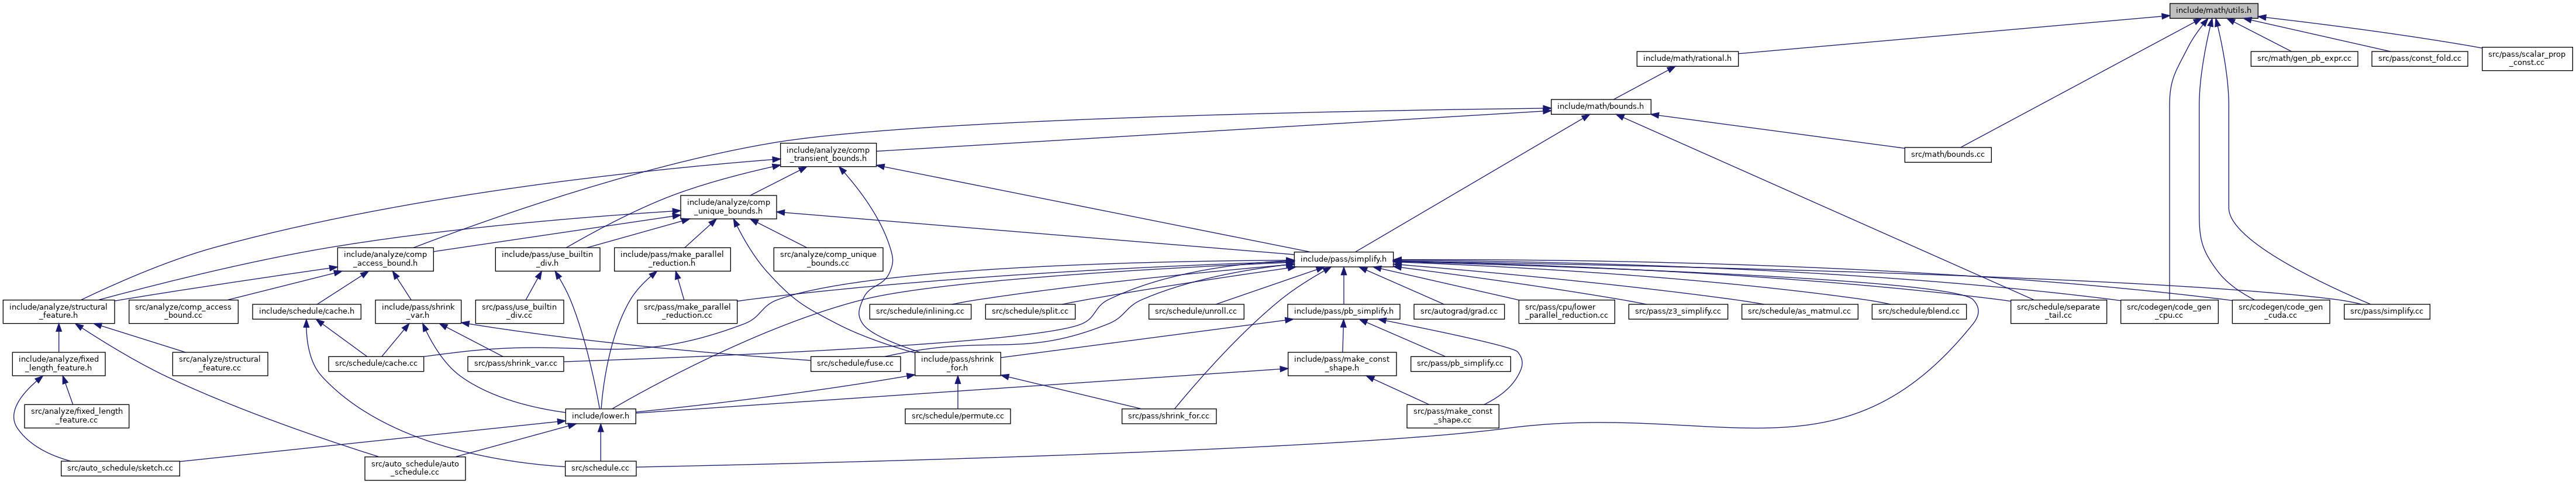 include/math/utils.h
include/math/rational.h
src/math/gen_pb_expr.cc
src/pass/const_fold.cc
src/pass/scalar_prop
_const.cc
include/math/bounds.h
include/analyze/comp
_transient_bounds.h
src/math/bounds.cc
include/analyze/comp
_unique_bounds.h
include/analyze/comp
_access_bound.h
include/pass/use_builtin
_div.h
include/pass/make_parallel
_reduction.h
src/analyze/comp_unique
_bounds.cc
include/pass/simplify.h
include/analyze/structural
_feature.h
src/analyze/comp_access
_bound.cc
include/schedule/cache.h
include/pass/shrink
_var.h
src/pass/use_builtin
_div.cc
src/pass/make_parallel
_reduction.cc
src/schedule/inlining.cc
src/schedule/split.cc
src/schedule/unroll.cc
include/pass/pb_simplify.h
src/autograd/grad.cc
src/pass/cpu/lower
_parallel_reduction.cc
src/pass/z3_simplify.cc
src/schedule/as_matmul.cc
src/schedule/blend.cc
src/schedule/separate
_tail.cc
src/codegen/code_gen
_cpu.cc
src/codegen/code_gen
_cuda.cc
src/pass/simplify.cc
include/analyze/fixed
_length_feature.h
src/analyze/structural
_feature.cc
src/schedule/cache.cc
src/pass/shrink_var.cc
src/schedule/fuse.cc
include/pass/shrink
_for.h
include/pass/make_const
_shape.h
src/pass/pb_simplify.cc
src/analyze/fixed_length
_feature.cc
include/lower.h
src/schedule/permute.cc
src/pass/shrink_for.cc
src/pass/make_const
_shape.cc
src/auto_schedule/sketch.cc
src/auto_schedule/auto
_schedule.cc
src/schedule.cc